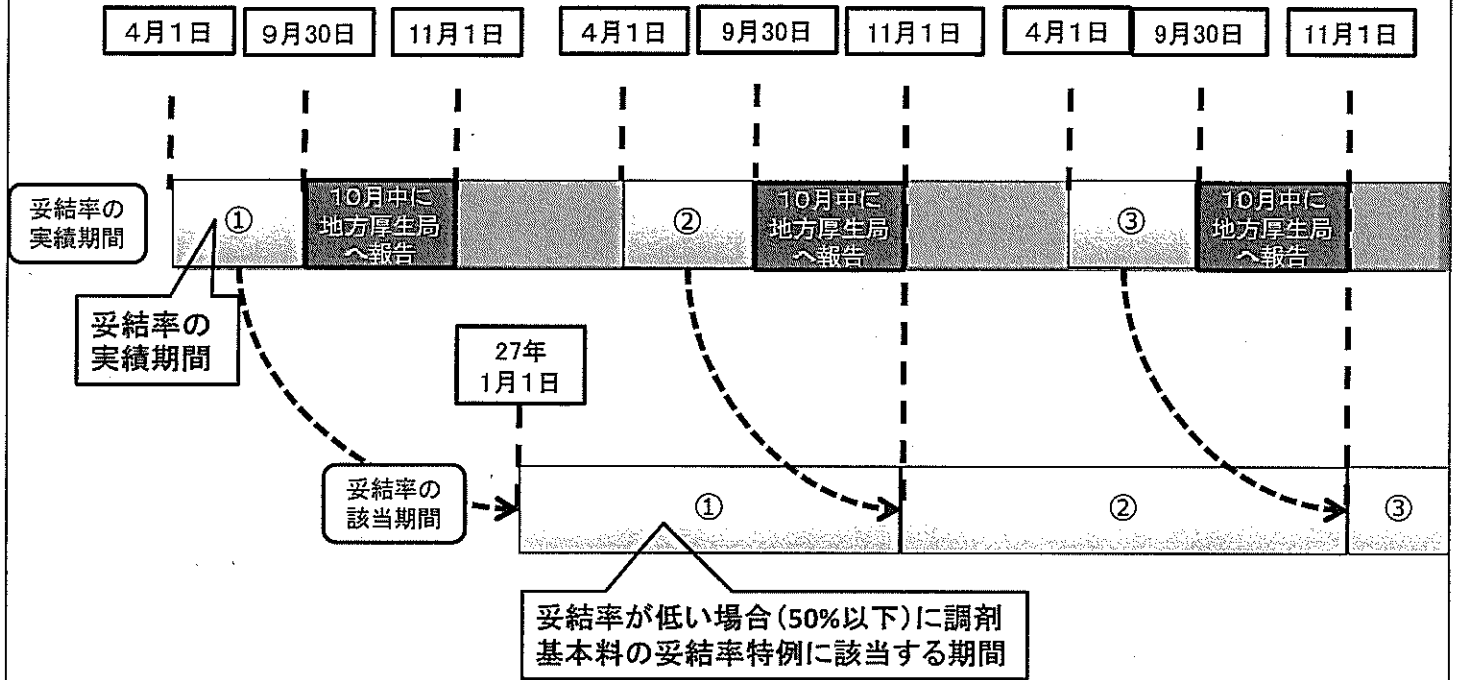 4月1日
9月30日
11月1日
4月1日
9月30日
11月1日
4月1日
9月30日
11月1日
妥結率の
実績期間
①
10月中に
地方厚生局
へ報告
②
10月中に
地方厚生局
へ報告
③
10月中に
地方厚生局
へ報告
妥結率の
実績期間
27年
1月1日
妥結率の
該当期間
①
②
③
妥結率が低い場合(50%以下)に調剤
基本料の妥結率特例に該当する期間